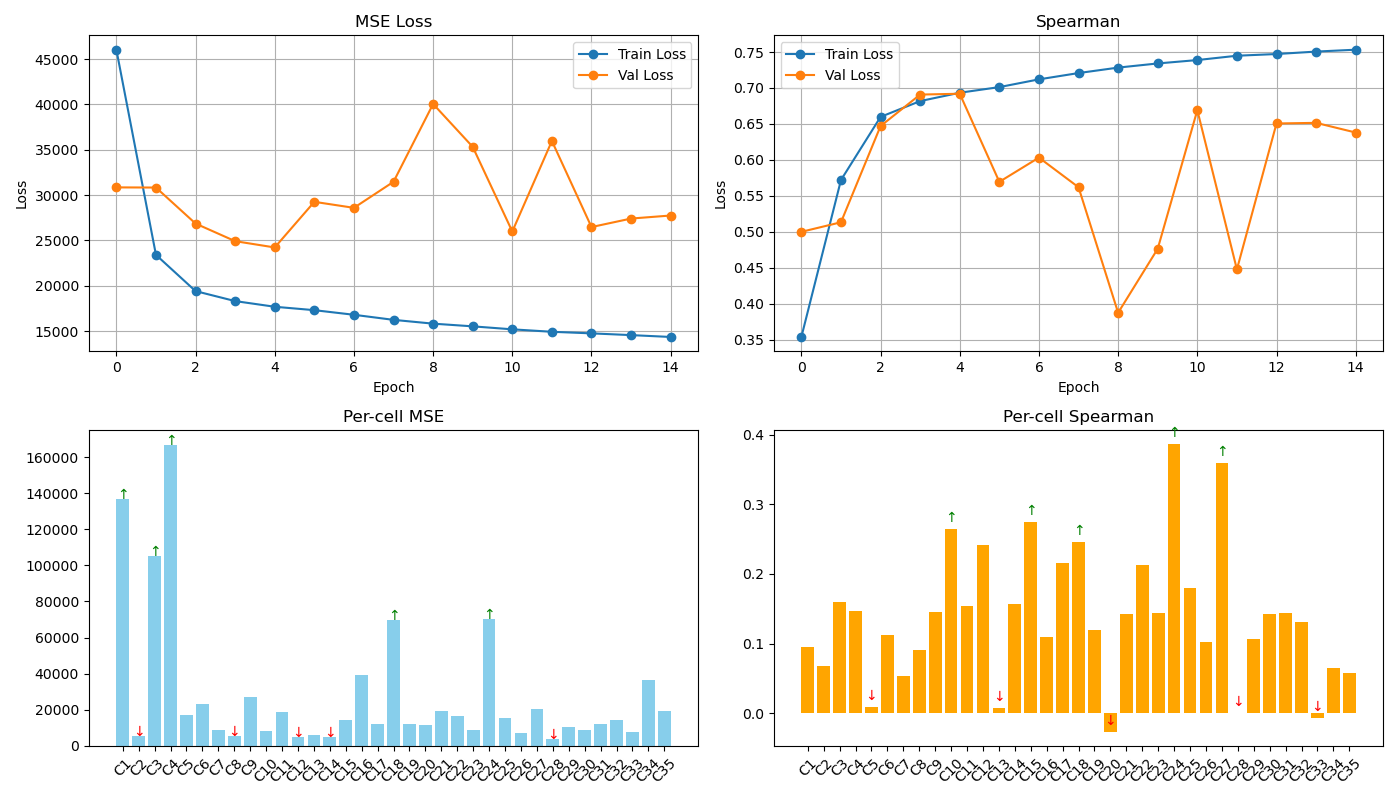 MSE Loss
45000
40000
35000
30000
25000
20000
15000
Loss
Train Loss
Val Loss
0 2 4 6 8 10 12 14
Epoch
Spearman
0.75
0.70
0.65
0.60
0.55
0.50
0.45
0.40
0.35
Loss
Train Loss
Val Loss
0 2 4 6 8 10 12 14
Epoch
Per-cell MSE
160000
140000
120000
100000
80000
60000
40000
20000
0
↑ ↓ ↑ ↑ ↓ ↓ ↓ ↑ ↑ ↓
C1 C2 C3 C4 C5 C6 C7 C8 C9 C10 C11 C12 C13 C14 C15 C16 C17 C18 C19 C20 C21 C22 C23 C24 C25 C26 C27 C28 C29 C30 C31 C32 C33 C34 C35
Per-cell Spearman
0.4
0.3
0.2
0.1
0.0
↓ ↑ ↓ ↑ ↑ ↓ ↑ ↑ ↓ ↓
C1 C2 C3 C4 C5 C6 C7 C8 C9 C10 C11 C12 C13 C14 C15 C16 C17 C18 C19 C20 C21 C22 C23 C24 C25 C26 C27 C28 C29 C30 C31 C32 C33 C34 C35